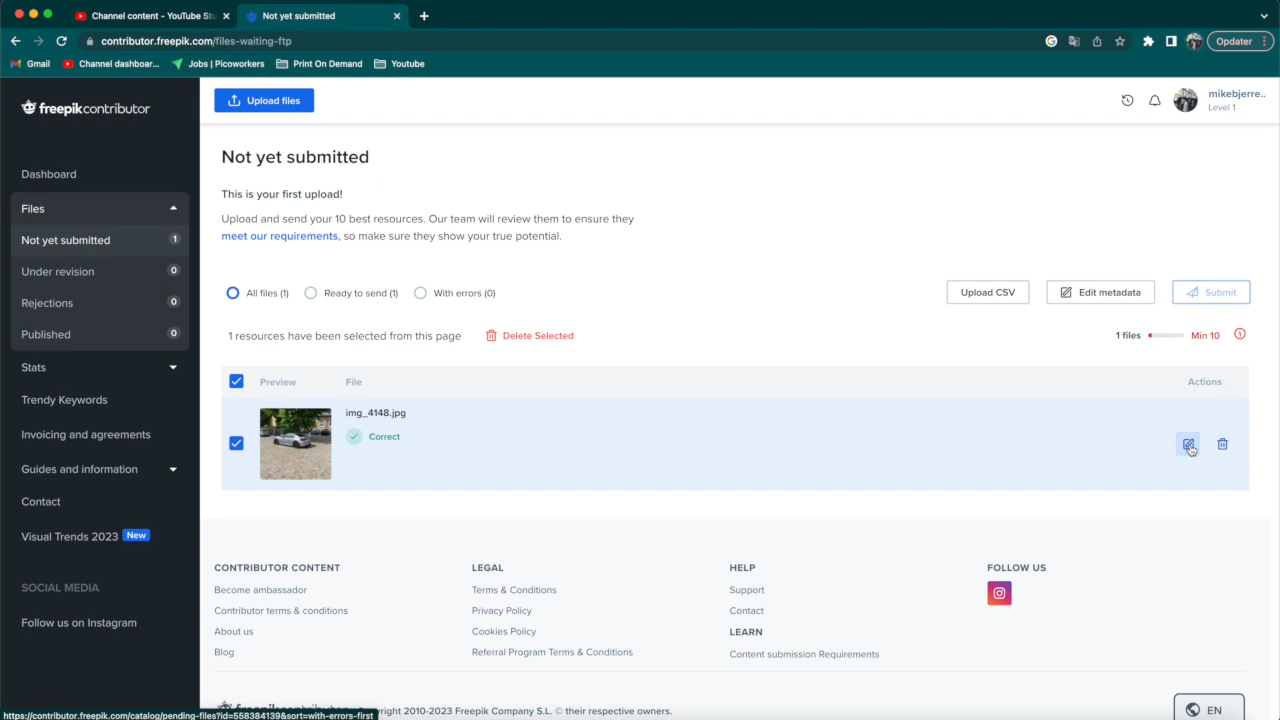 Channel content - YouTube Stu
Not yet submitted
contributor.freepik.com/files-waiting-ftp
Opdater
Gmail
Channel dashboar...
Jobs | Picoworkers
Print On Demand
Youtube
freepikcontributor
Upload files
mikebjerre..
Level 1
Dashboard
Files
Not yet submitted 1
Under revision 0
Rejections 0
Published 0
Stats
Trendy Keywords
Invoicing and agreements
Guides and information
Contact
Visual Trends 2023 New
SOCIAL MEDIA
Follow us on Instagram
Not yet submitted
This is your first upload!
Upload and send your 10 best resources. Our team will review them to ensure they
meet our requirements, so make sure they show your true potential.
All files (1) Ready to send (1) With errors (0)
Upload CSV Edit metadata Submit
1 resources have been selected from this page Delete Selected
1 files Min 10
Preview File Actions
img_4148.jpg
Correct
CONTRIBUTOR CONTENT
Become ambassador
Contributor terms & conditions
About us
Blog
LEGAL
Terms & Conditions
Privacy Policy
Cookies Policy
Referral Program Terms & Conditions
HELP
Support
Contact
LEARN
Content submission Requirements
FOLLOW US
right 2010-2023 Freepik Company S.L. © their respective owners.
EN
https://contributor.freepik.com/catalog/pending-files?id=558384139&sort=with-errors-first